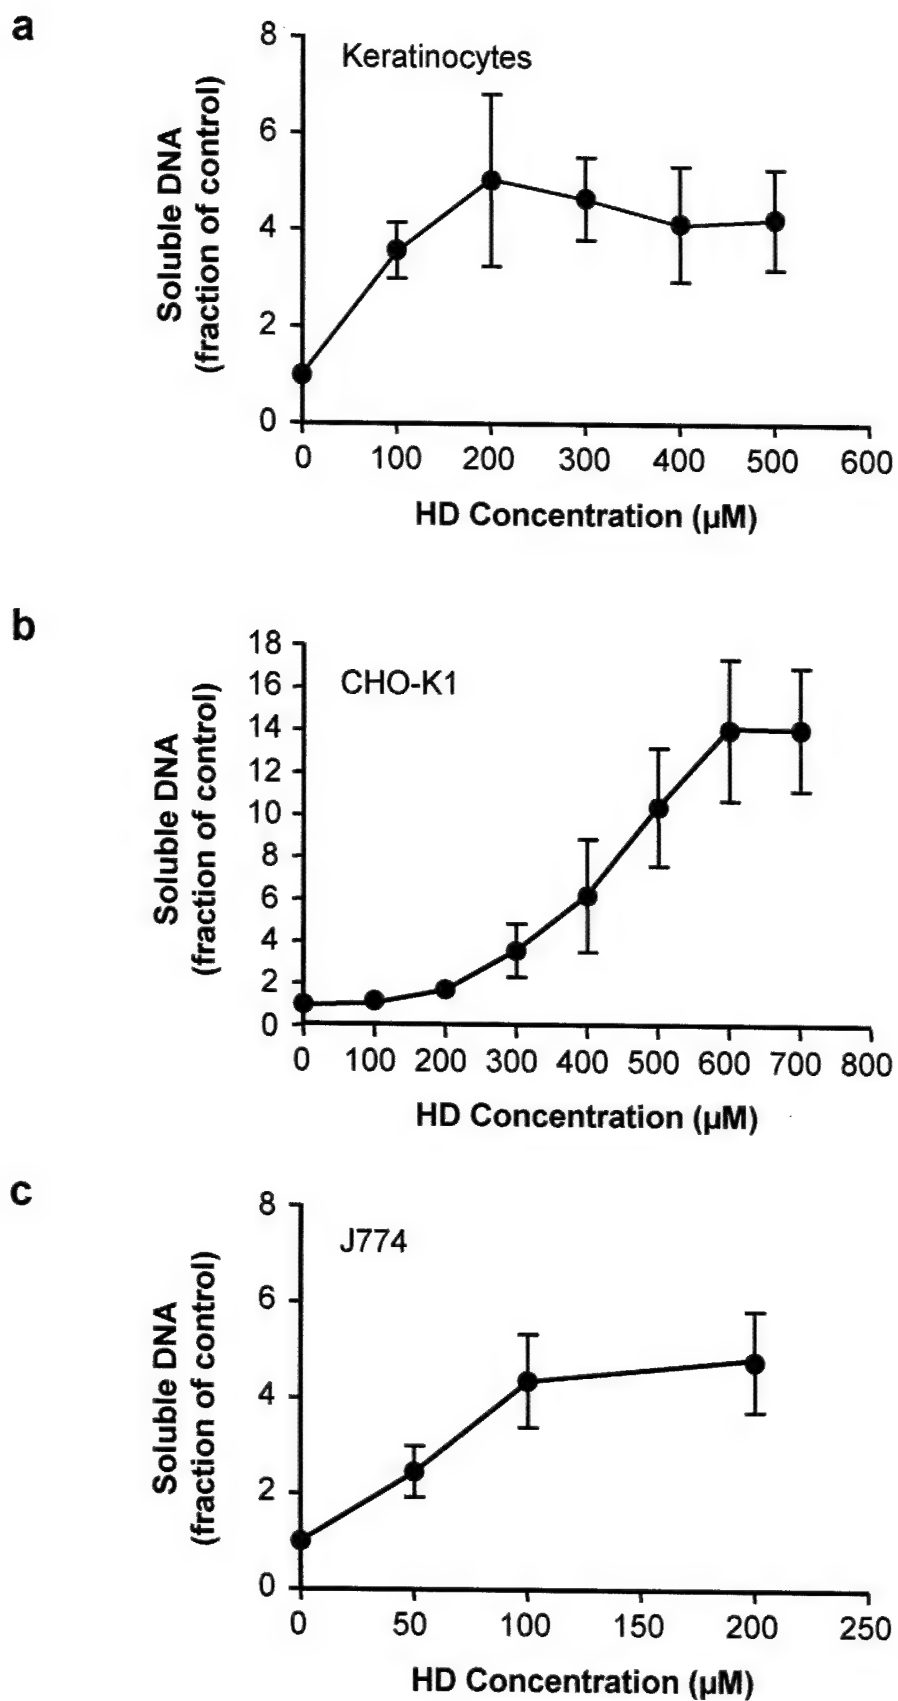 a
8
Keratinocytes
6
4
2
0
Soluble DNA
(fraction of control)
0 100 200 300 400 500 600
HD Concentration (µM)
b
18
16
CHO-K1
14
12
10
8
6
4
2
0
Soluble DNA
(fraction of control)
0 100 200 300 400 500 600 700 800
HD Concentration (µM)
c
8
J774
6
4
2
0
Soluble DNA
(fraction of control)
0 50 100 150 200 250
HD Concentration (µM)